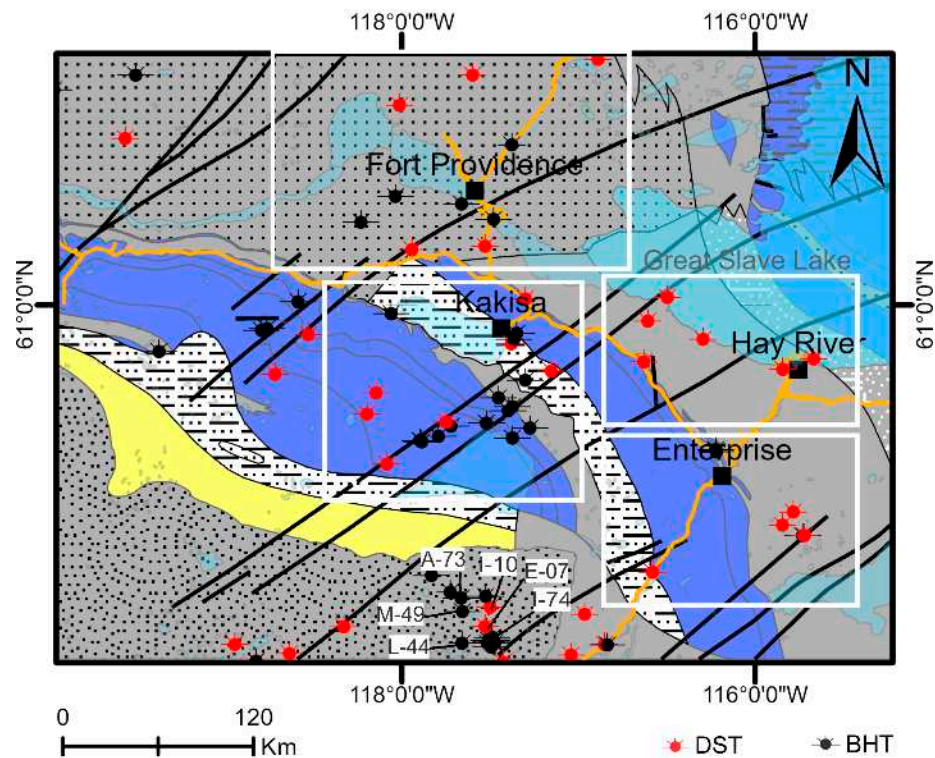 118°0'0"W 116°0'0"W
N
Fort Providence
Great Slave Lake
61°0'0"N 61°0'0"N
Kakisa
Hay River
Enterprise
A-73 I-10 E-07
M-49 I-74
L-44
118°0'0"W 116°0'0"W
0 120
Km
DST BHT